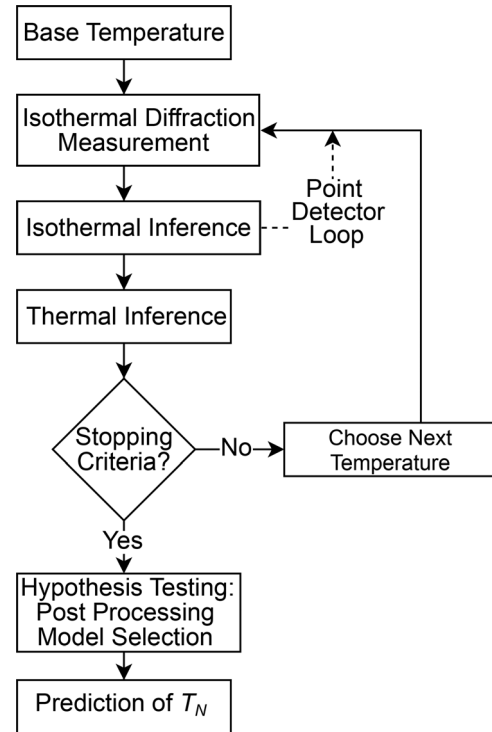 Base Temperature
Isothermal Diffraction
Measurement
Isothermal Inference
Point
Detector
Loop
Thermal Inference
Stopping
Criteria?
No
Choose Next
Temperature
Yes
Hypothesis Testing:
Post Processing
Model Selection
Prediction of T_N